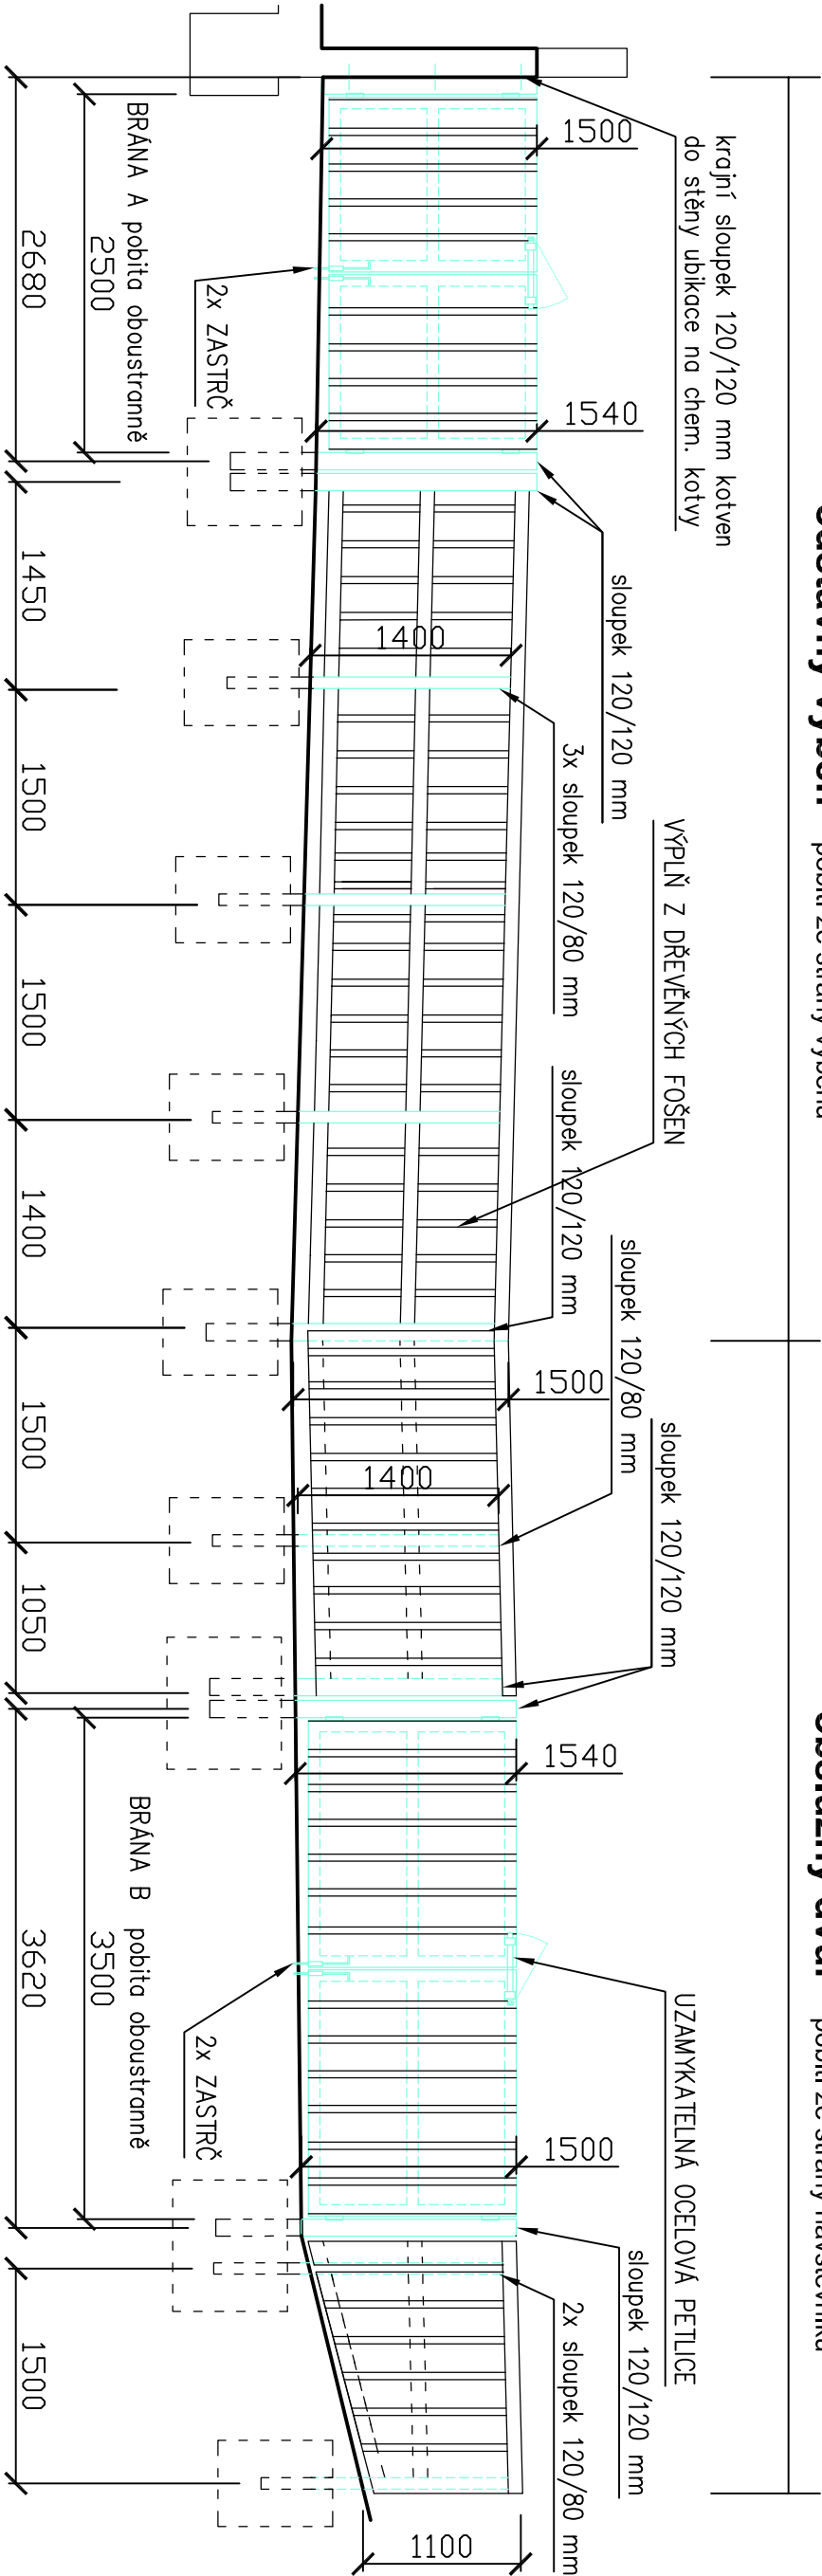 krajní sloupek 120/120 mm kotven
do stěny ubikace na chem. kotvy
sloupek 120/120 mm
3x sloupek 120/80 mm
VÝPLŇ Z DŘEVĚNÝCH FOŠEN
sloupek 120/120 mm
sloupek 120/80 mm
sloupek 120/120 mm
UZAMYKATELNÁ OCELOVÁ PETLICE
sloupek 120/120 mm
2x sloupek 120/80 mm
1500
1540
1400
1500
1400
1540
1500
1100
2x ZASTRČ
2x ZASTRČ
BRÁNA A pobita oboustranně
BRÁNA B pobita oboustranně
2500
3500
2680
1450
1500
1500
1400
1500
1050
3620
1500